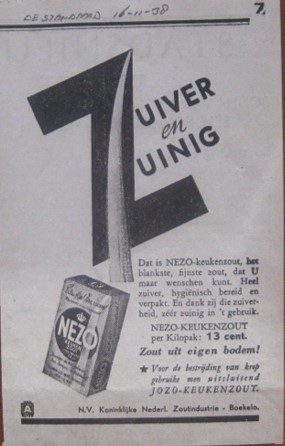 DE STANDAARD 16-11-38
7
ZUIVER
en
ZUINIG
Dat is NEZO-keukenzout, het
blankste, fijnste zout, dat U
maar wenschen kunt. Heel
zuiver, hygiënisch bereid en
verpakt. En dank zij die zuiver-
heid, zéér zuinig in 't gebruik.
NEZO-KEUKENZOUT
per Kilopak: 13 cent.
Zout uit eigen bodem!
★ Voor de bestrijding van krop
gebruike men uitsluitend
JOZO-KEUKENZOUT.
NEZO
A N.V. Koninklijke Nederl. Zoutindustrie - Boekelo.